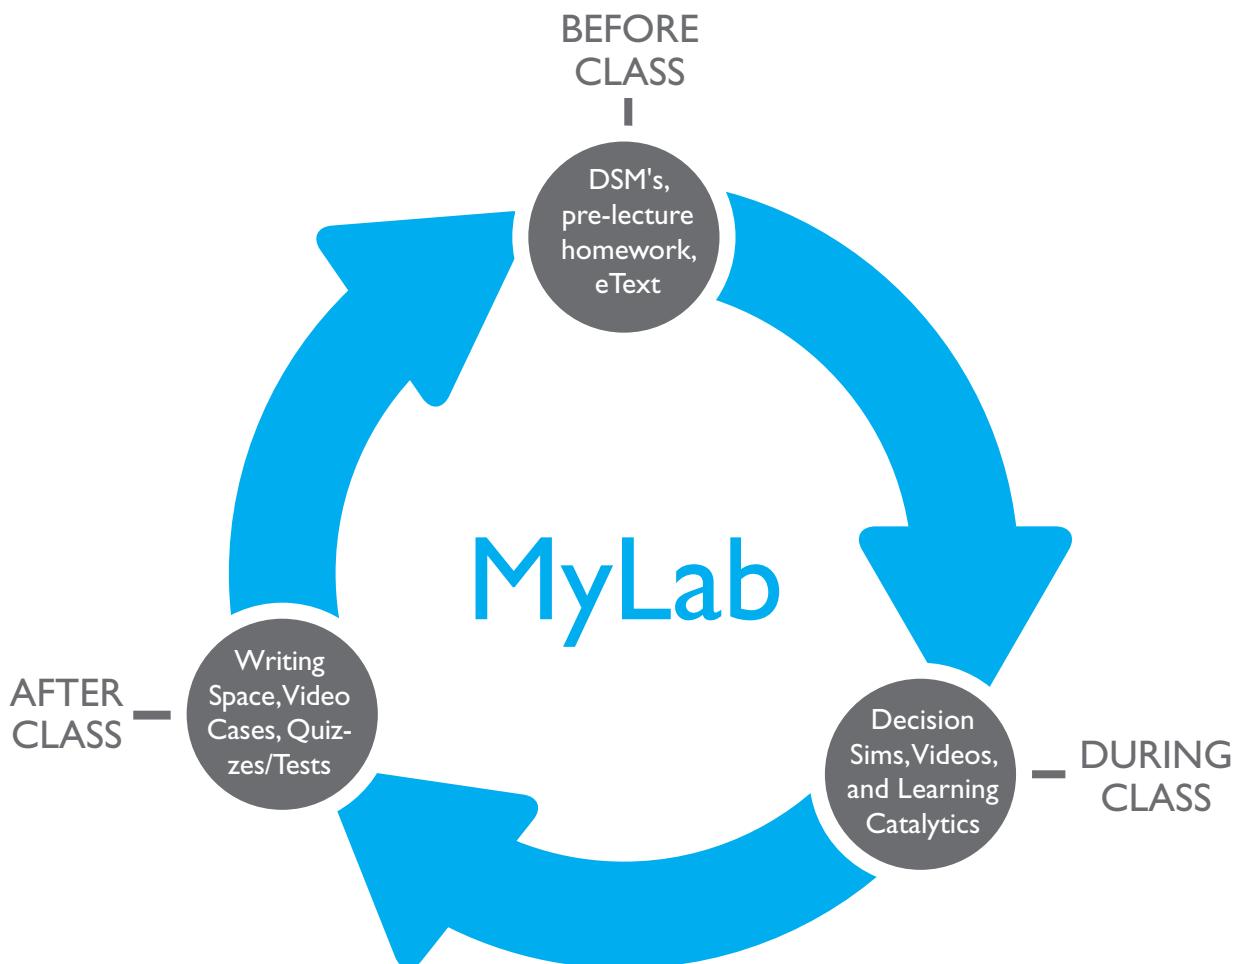 BEFORE
CLASS
DSM's,
pre-lecture
homework,
eText
MyLab
AFTER
CLASS
Writing
Space, Video
Cases, Quiz-
zes/Tests
Decision
Sims, Videos,
and Learning
Catalytics
DURING
CLASS